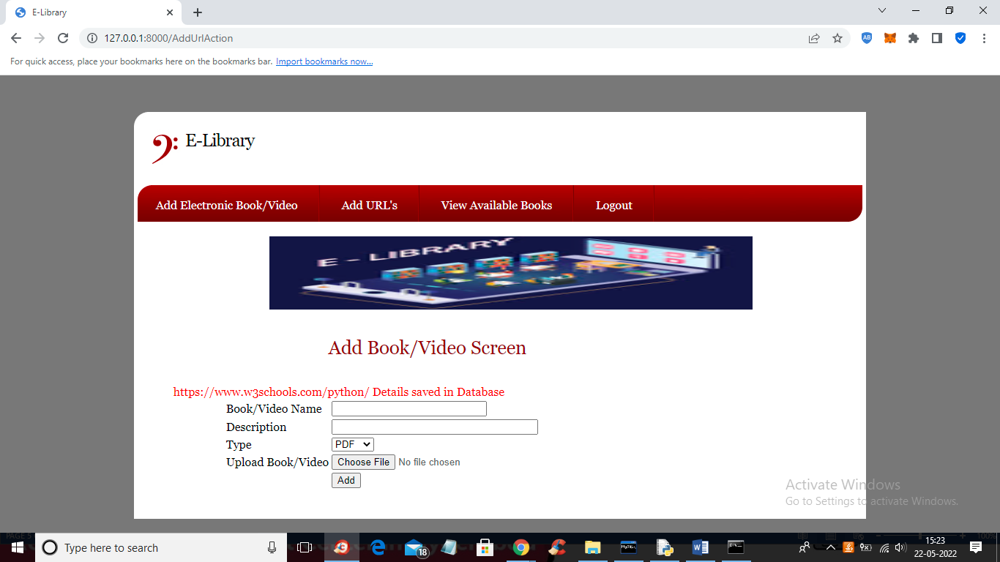 E-Library
127.0.0.1:8000/AddUrlAction
For quick access, place your bookmarks here on the bookmarks bar. Import bookmarks now...
E-Library
Add Electronic Book/Video
Add URL's
View Available Books
Logout
E - LIBRARY
Add Book/Video Screen
https://www.w3schools.com/python/ Details saved in Database
Book/Video Name
Description
Type PDF
Upload Book/Video Choose File No file chosen
Add
Activate Windows
Go to Settings to activate Windows.
PAGE 5
100%
Type here to search
18
15:23
22-05-2022